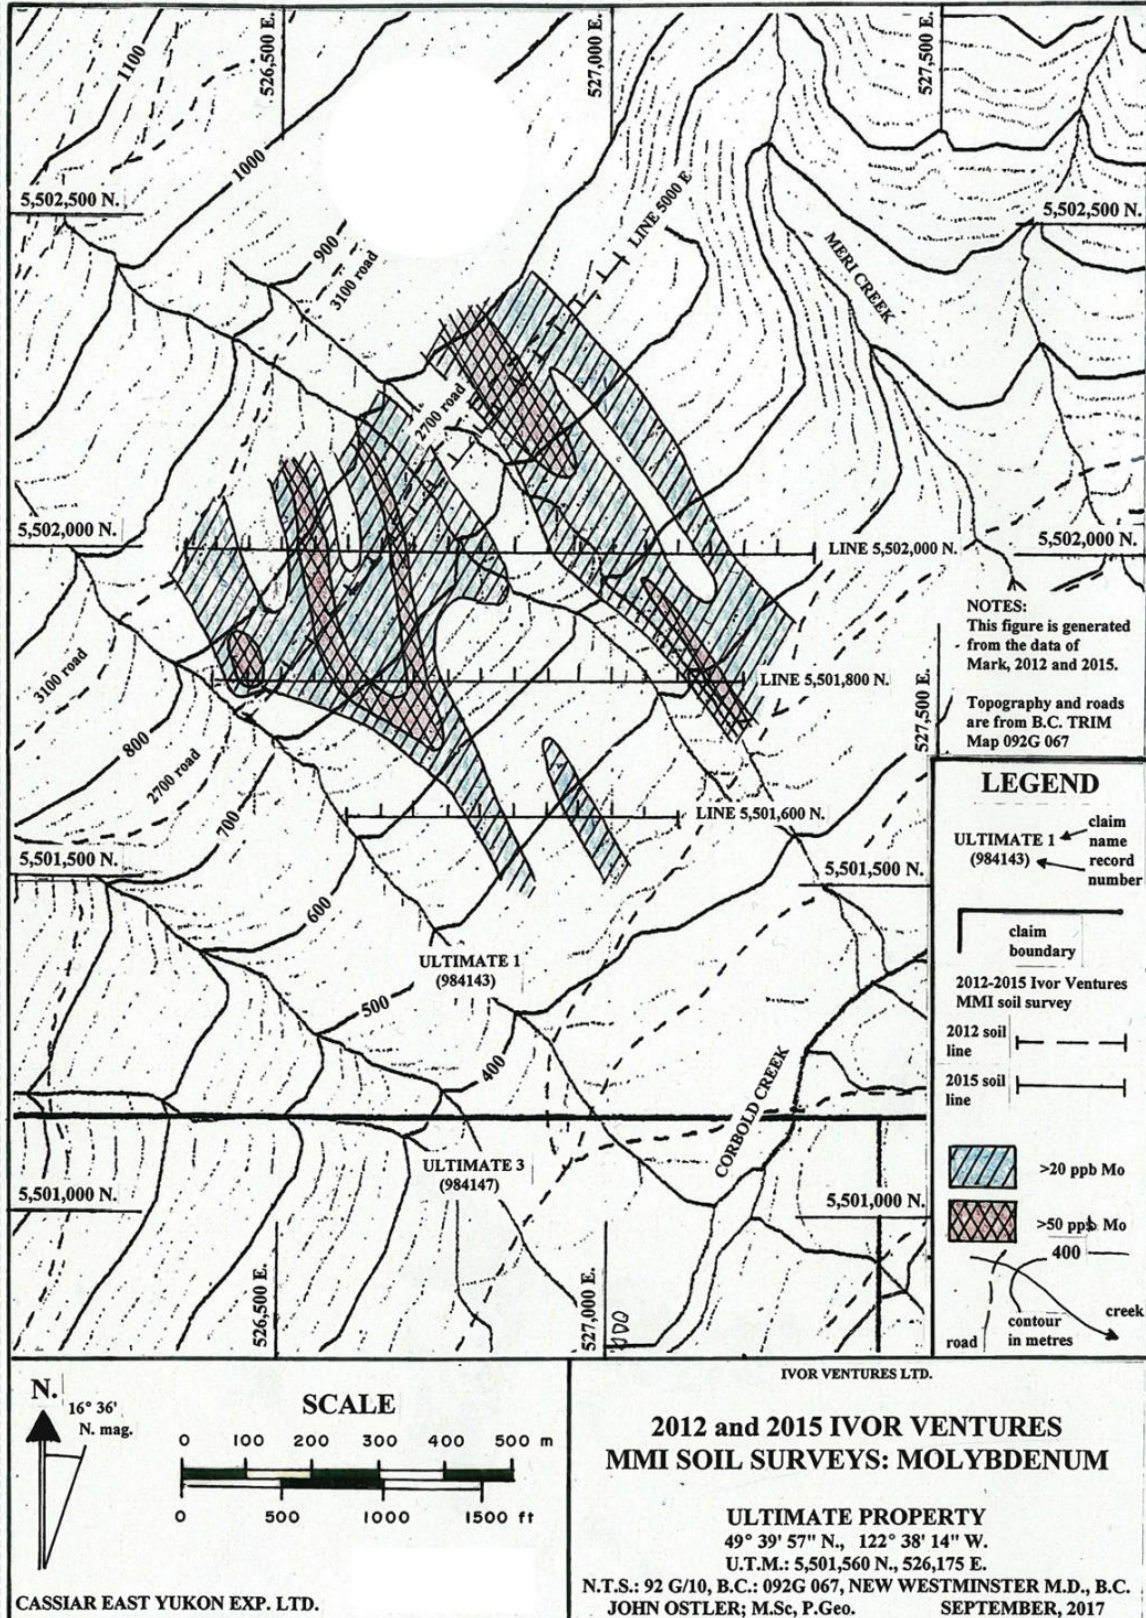 526,500 E.
527,000 E.
527,500 E.
1100
1000
5,502,500 N.
5,502,500 N.
LINE 5000 E
900
3100 road
MERI CREEK
2700 road
5,502,000 N.
LINE 5,502,000 N.
5,502,000 N.
NOTES:
This figure is generated
from the data of
Mark, 2012 and 2015.
Topography and roads
are from B.C. TRIM
Map 092G 067
3100 road
LINE 5,501,800 N.
527,500 E.
800
2700 road
700
LINE 5,501,600 N.
5,501,500 N.
5,501,500 N.
600
ULTIMATE 1
(984143)
500
400
CORBOLD CREEK
ULTIMATE 3
(984147)
5,501,000 N.
5,501,000 N.
526,500 E.
527,000 E.
LEGEND
ULTIMATE 1
(984143)
claim
name
record
number
claim
boundary
2012-2015 Ivor Ventures
MMI soil survey
2012 soil
line
2015 soil
line
>20 ppb Mo
>50 ppb Mo
400
creek
contour
in metres
road
N.
16° 36'
N. mag.
SCALE
0 100 200 300 400 500 m
0 500 1000 1500 ft
CASSIAR EAST YUKON EXP. LTD.
IVOR VENTURES LTD.
2012 and 2015 IVOR VENTURES
MMI SOIL SURVEYS: MOLYBDENUM
ULTIMATE PROPERTY
49° 39' 57" N., 122° 38' 14" W.
U.T.M.: 5,501,560 N., 526,175 E.
N.T.S.: 92 G/10, B.C.: 092G 067, NEW WESTMINSTER M.D., B.C.
JOHN OSTLER; M.Sc, P.Geo. SEPTEMBER, 2017